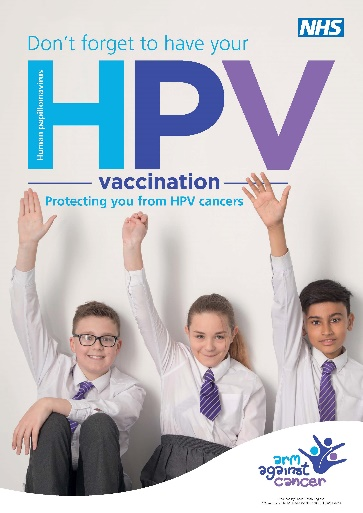 NHS
Don't forget to have your
Human papillomavirus
HPV
vaccination
Protecting you from HPV cancers
arm
against
cancer